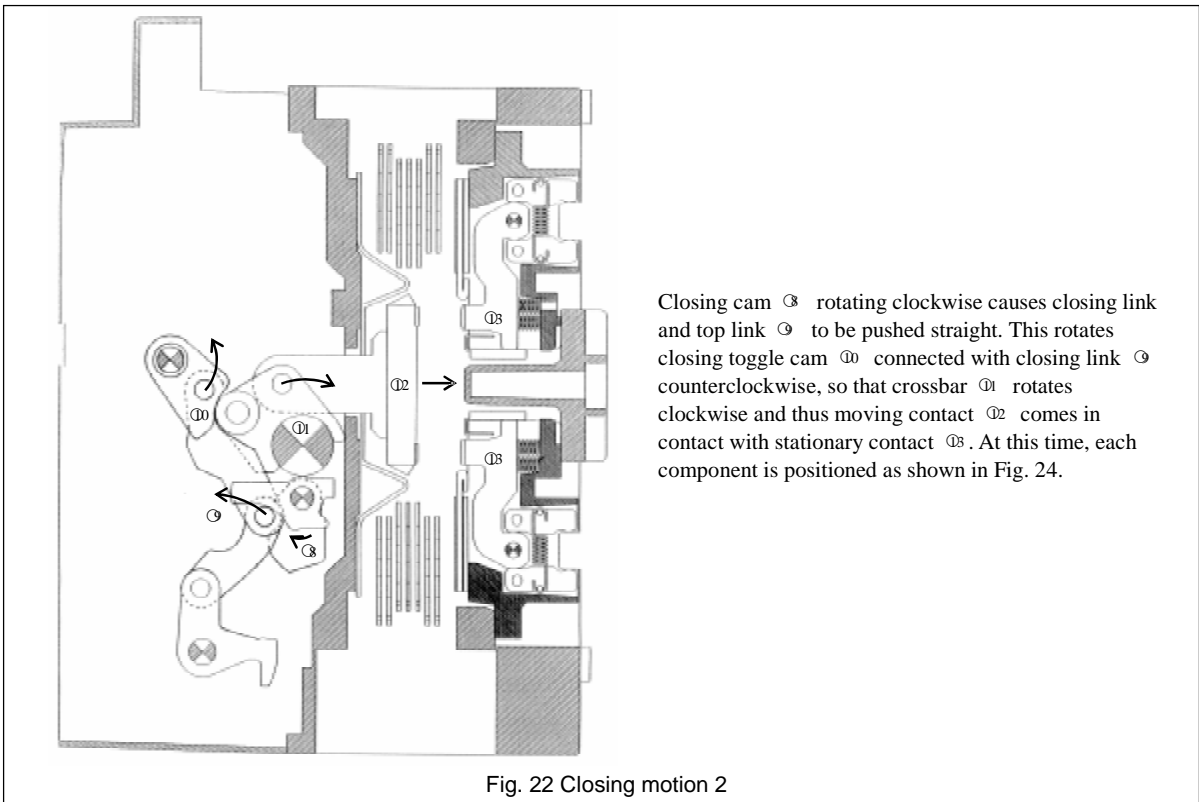 ⑩
⑪
⑫
⑬
⑬
⑨
⑧
Closing cam ⑧ rotating clockwise causes closing link
and top link ⑨ to be pushed straight. This rotates
closing toggle cam ⑩ connected with closing link ⑨
counterclockwise, so that crossbar ⑪ rotates
clockwise and thus moving contact ⑫ comes in
contact with stationary contact ⑬. At this time, each
component is positioned as shown in Fig. 24.
Fig. 22 Closing motion 2